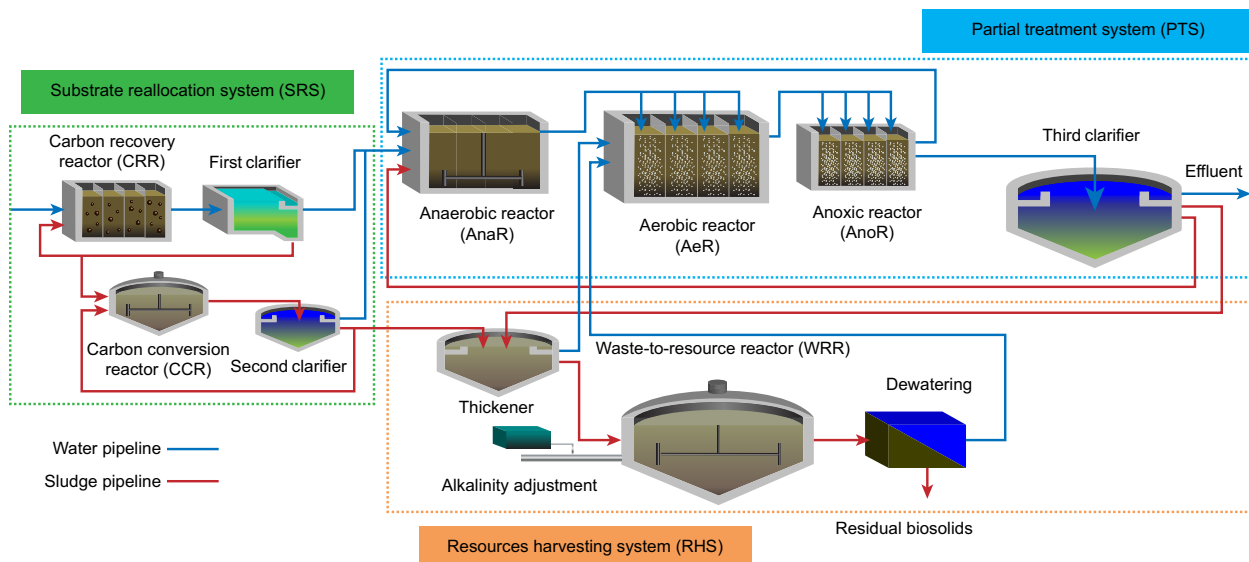 Partial treatment system (PTS)
Substrate reallocation system (SRS)
Carbon recovery
reactor (CRR)
First clarifier
Anaerobic reactor
(AnaR)
Aerobic reactor
(AeR)
Anoxic reactor
(AnoR)
Third clarifier
Effluent
Carbon conversion
reactor (CCR)
Second clarifier
Thickener
Waste-to-resource reactor (WRR)
Dewatering
Alkalinity adjustment
Residual biosolids
Water pipeline
Sludge pipeline
Resources harvesting system (RHS)